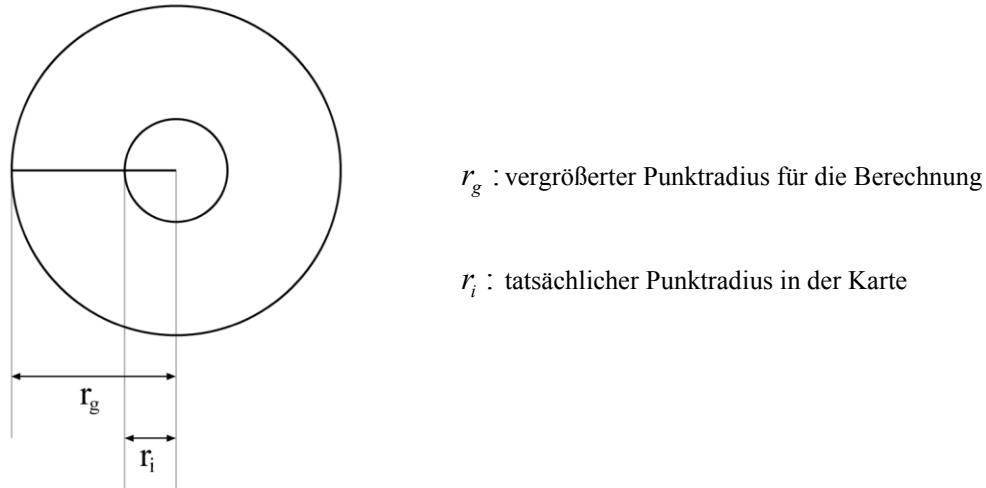 r_g : vergrößerter Punktradius für die Berechnung
r_i : tatsächlicher Punktradius in der Karte
r_g
r_i